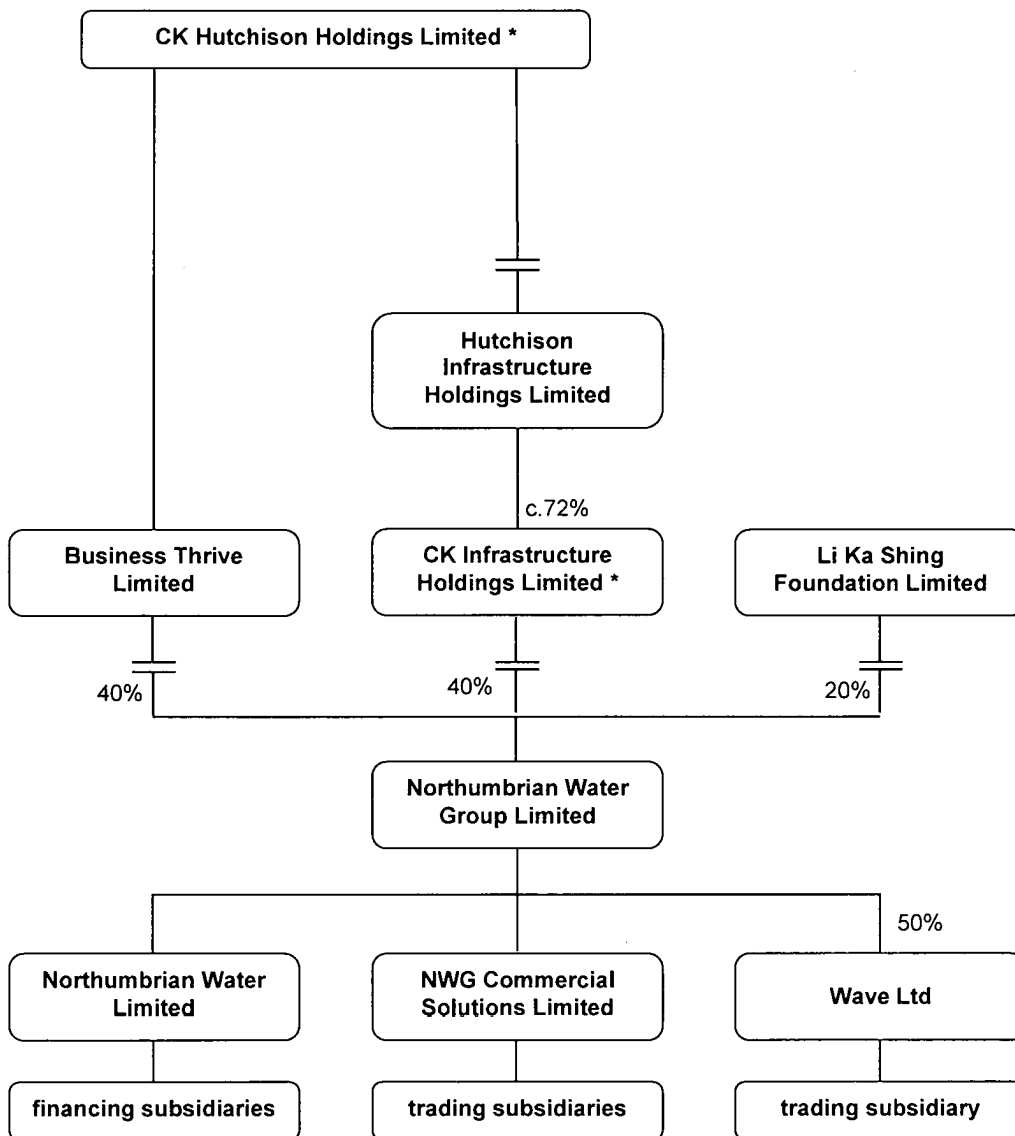 CK Hutchison Holdings Limited *
Hutchison
Infrastructure
Holdings Limited
c.72%
Business Thrive
Limited
CK Infrastructure
Holdings Limited *
Li Ka Shing
Foundation Limited
40%
40%
20%
Northumbrian Water
Group Limited
50%
Northumbrian Water
Limited
NWG Commercial
Solutions Limited
Wave Ltd
financing subsidiaries
trading subsidiaries
trading subsidiary